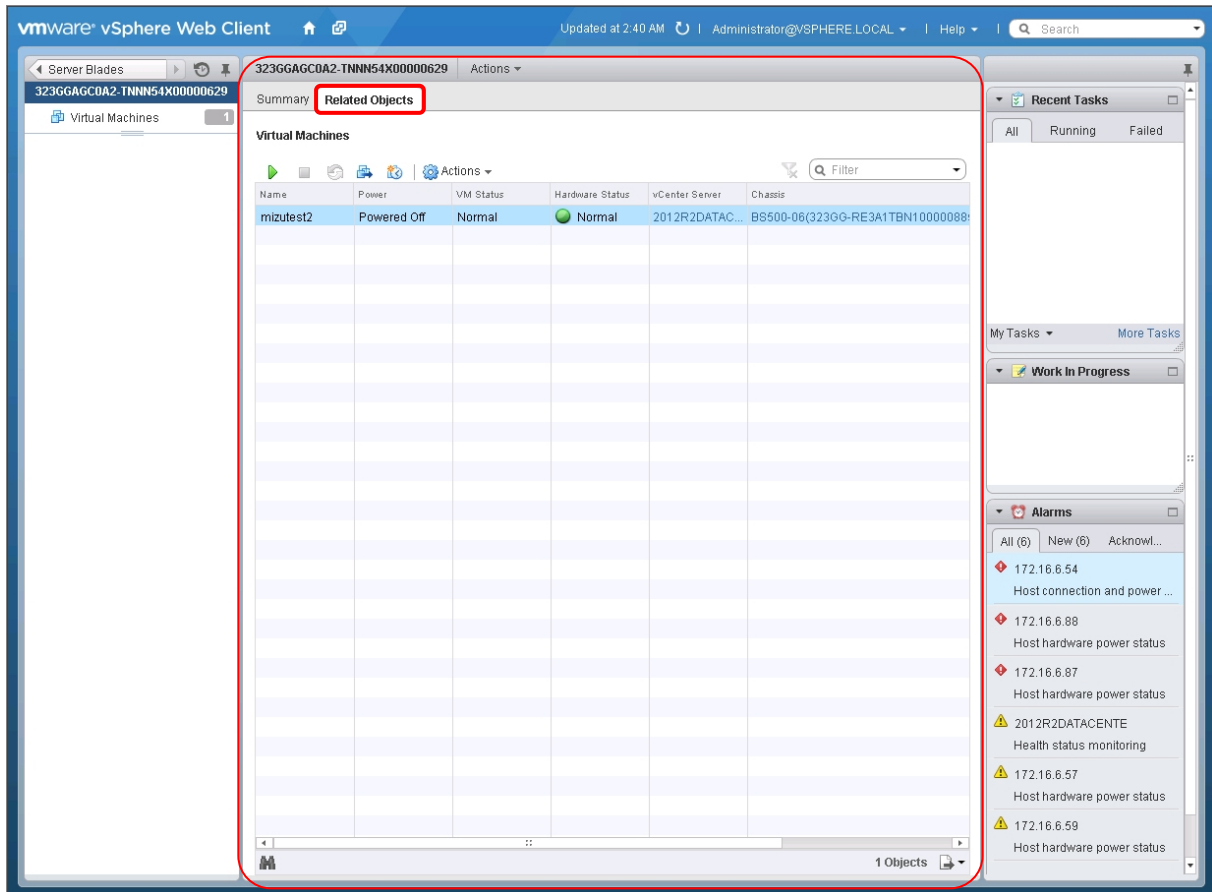 vmware® vSphere Web Client
Updated at 2:40 AM | Administrator@VSPHERE.LOCAL | Help | Search
Server Blades
323GGAGC0A2-TNNN54X00000629
Virtual Machines 1
323GGAGC0A2-TNNN54X00000629 Actions
Summary Related Objects
Virtual Machines
Actions Filter
Name Power VM Status Hardware Status vCenter Server Chassis
mizutest2 Powered Off Normal Normal 2012R2DATAC... BS500-06(323GG-RE3A1TBN10000088
1 Objects
Recent Tasks
All Running Failed
My Tasks More Tasks
Work In Progress
Alarms
All (6) New (6) Acknowl...
172.16.6.54
Host connection and power ...
172.16.6.88
Host hardware power status
172.16.6.87
Host hardware power status
2012R2DATACENTE
Health status monitoring
172.16.6.57
Host hardware power status
172.16.6.59
Host hardware power status